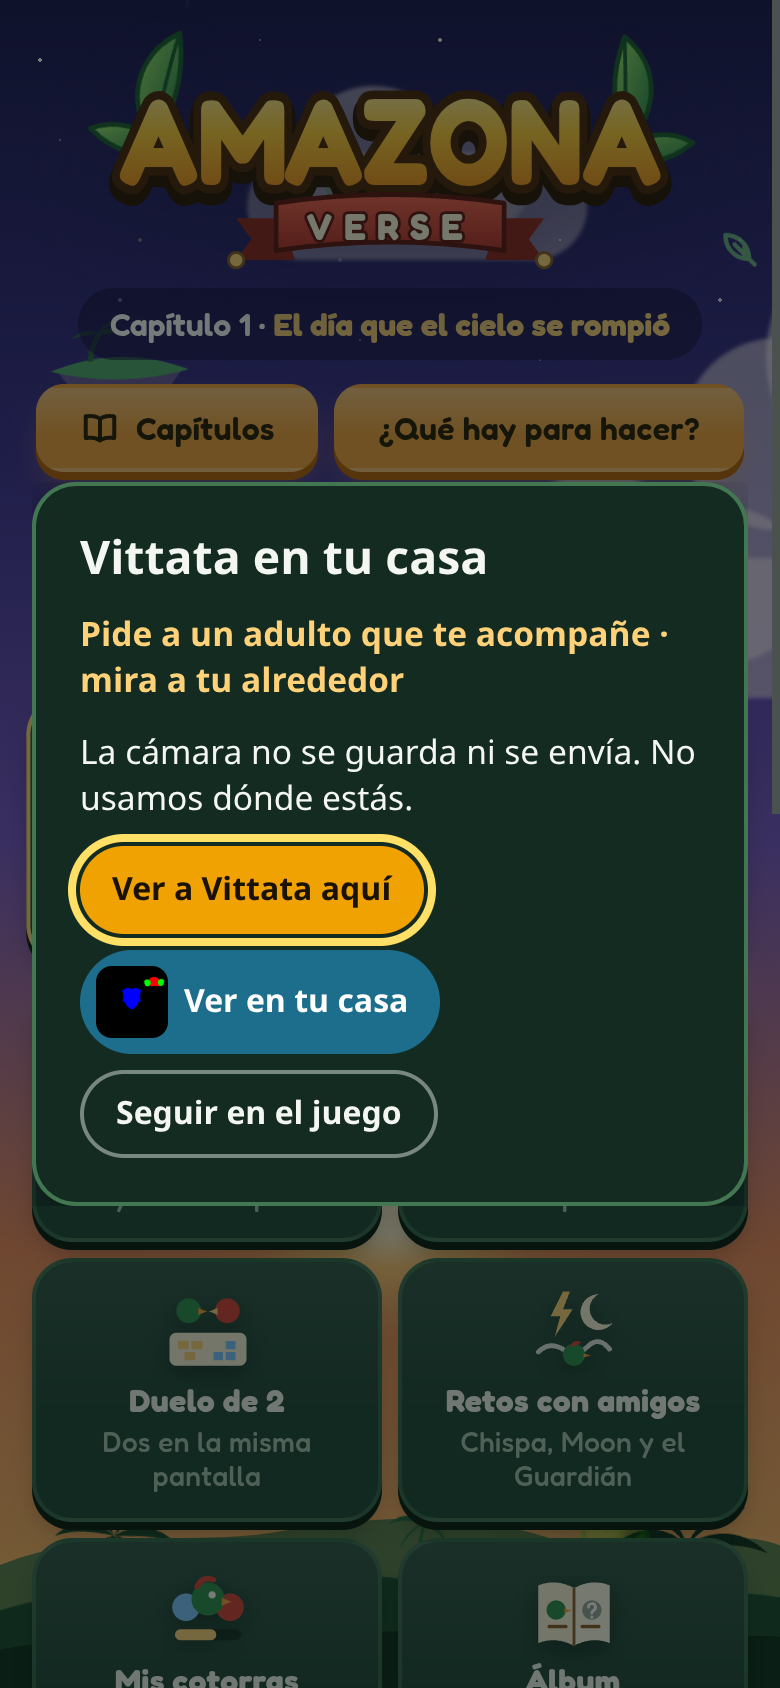 AMAZONA
VERSE
Capítulo 1 · El día que el cielo se rompió
Capítulos
¿Qué hay para hacer?
Vittata en tu casa
Pide a un adulto que te acompañe ·
mira a tu alrededor
La cámara no se guarda ni se envía. No
usamos dónde estás.
Ver a Vittata aquí
Ver en tu casa
Seguir en el juego
Duelo de 2
Dos en la misma
pantalla
Retos con amigos
Chispa, Moon y el
Guardián
?
Mis cotorras
Álbum